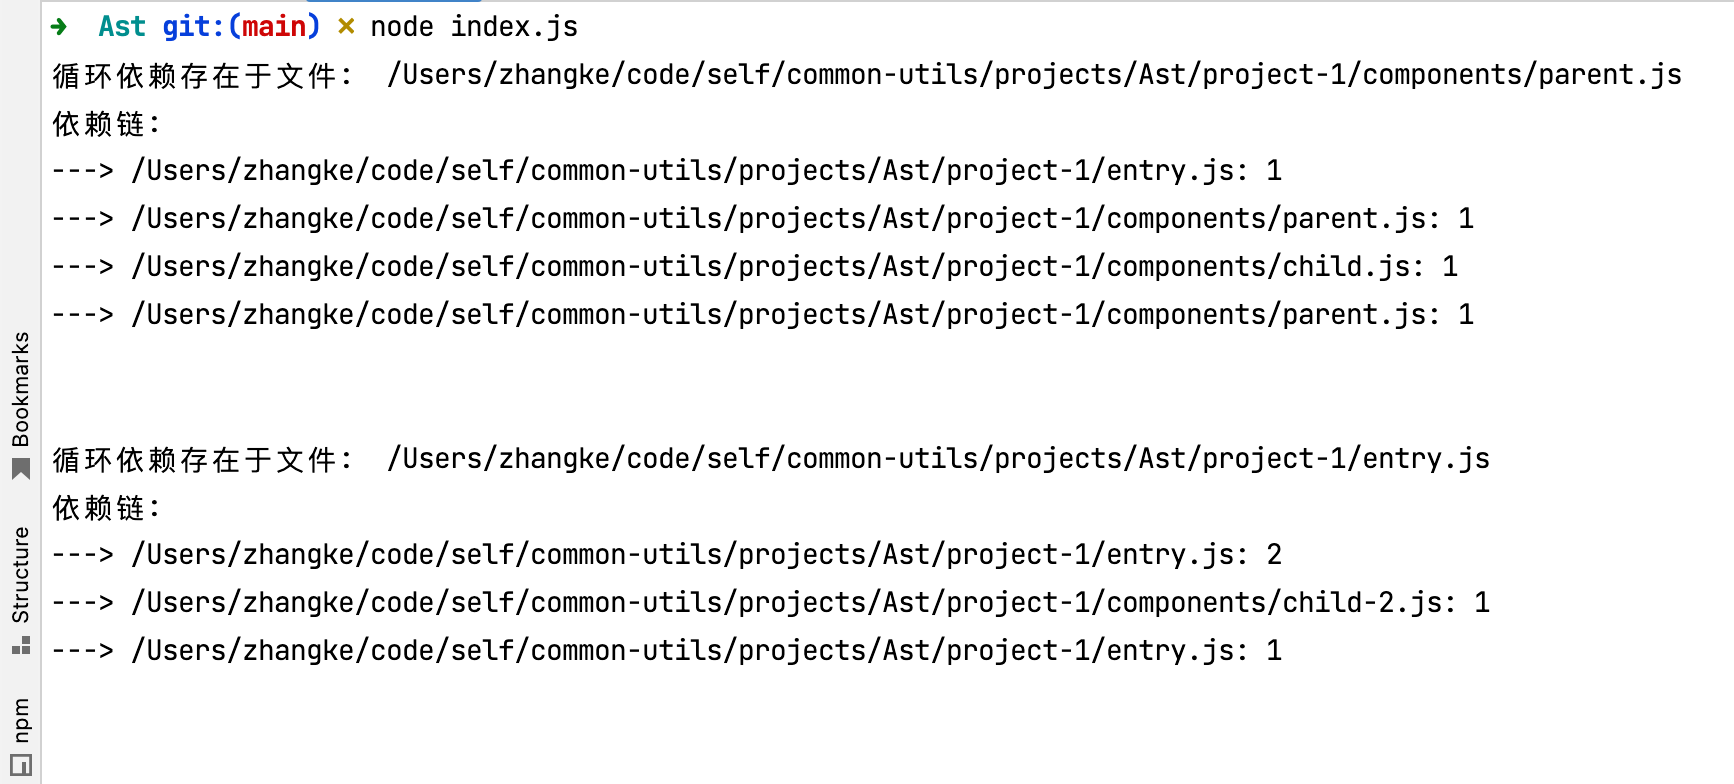 ➜  Ast git:(main) ✗ node index.js
循环依赖存在于文件:  /Users/zhangke/code/self/common-utils/projects/Ast/project-1/components/parent.js
依赖链:
---> /Users/zhangke/code/self/common-utils/projects/Ast/project-1/entry.js: 1
---> /Users/zhangke/code/self/common-utils/projects/Ast/project-1/components/parent.js: 1
---> /Users/zhangke/code/self/common-utils/projects/Ast/project-1/components/child.js: 1
---> /Users/zhangke/code/self/common-utils/projects/Ast/project-1/components/parent.js: 1
循环依赖存在于文件:  /Users/zhangke/code/self/common-utils/projects/Ast/project-1/entry.js
依赖链:
---> /Users/zhangke/code/self/common-utils/projects/Ast/project-1/entry.js: 2
---> /Users/zhangke/code/self/common-utils/projects/Ast/project-1/components/child-2.js: 1
---> /Users/zhangke/code/self/common-utils/projects/Ast/project-1/entry.js: 1
Bookmarks
Structure
npm